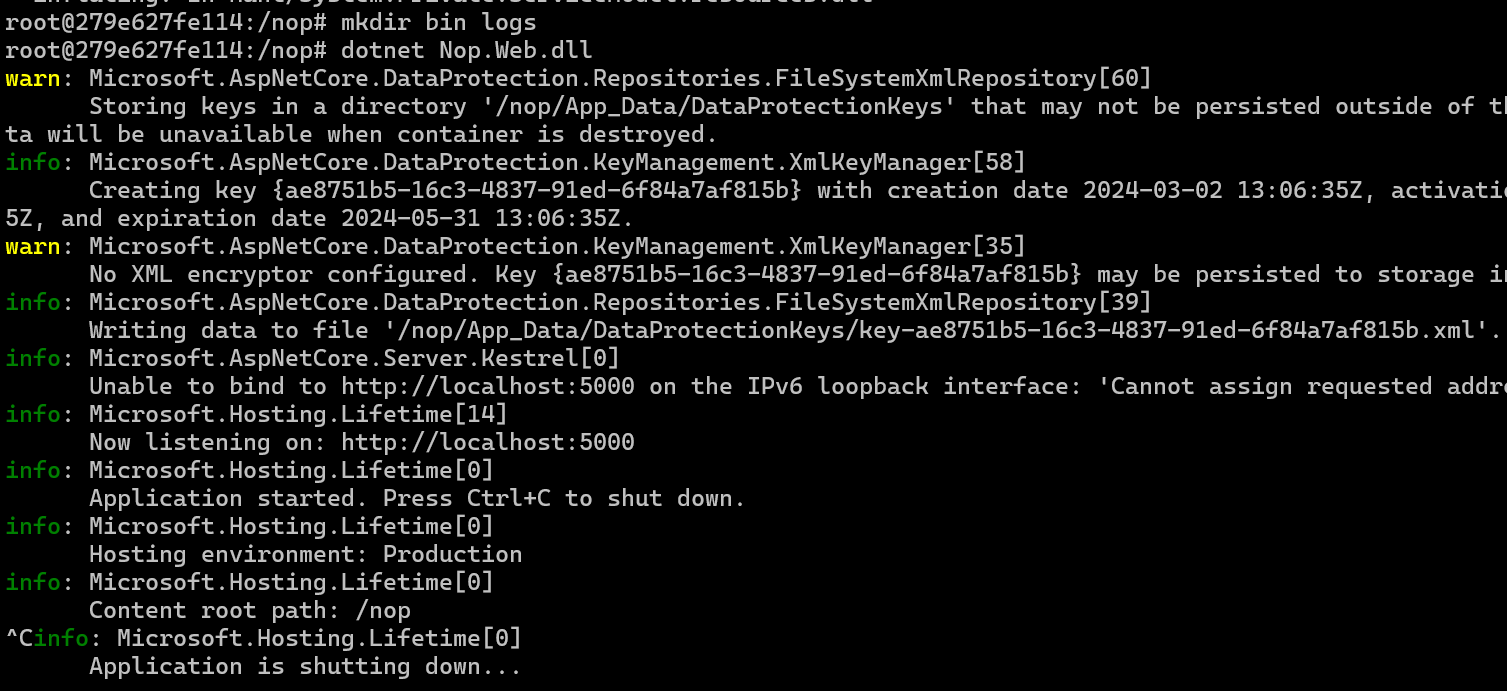 root@279e627fe114:/nop# mkdir bin logs
root@279e627fe114:/nop# dotnet Nop.Web.dll
warn: Microsoft.AspNetCore.DataProtection.Repositories.FileSystemXmlRepository[60]
      Storing keys in a directory '/nop/App_Data/DataProtectionKeys' that may not be persisted outside of
ta will be unavailable when container is destroyed.
info: Microsoft.AspNetCore.DataProtection.KeyManagement.XmlKeyManager[58]
      Creating key {ae8751b5-16c3-4837-91ed-6f84a7af815b} with creation date 2024-03-02 13:06:35Z,
5Z, and expiration date 2024-05-31 13:06:35Z.
warn: Microsoft.AspNetCore.DataProtection.KeyManagement.XmlKeyManager[35]
      No XML encryptor configured. Key {ae8751b5-16c3-4837-91ed-6f84a7af815b} may be persisted to storage
info: Microsoft.AspNetCore.DataProtection.Repositories.FileSystemXmlRepository[39]
      Writing data to file '/nop/App_Data/DataProtectionKeys/key-ae8751b5-16c3-4837-91ed-6f84a7af815b.xml'.
info: Microsoft.AspNetCore.Server.Kestrel[0]
      Unable to bind to http://localhost:5000 on the IPv6 loopback interface: 'Cannot assign requested
info: Microsoft.Hosting.Lifetime[14]
      Now listening on: http://localhost:5000
info: Microsoft.Hosting.Lifetime[0]
      Application started. Press Ctrl+C to shut down.
info: Microsoft.Hosting.Lifetime[0]
      Hosting environment: Production
info: Microsoft.Hosting.Lifetime[0]
      Content root path: /nop
^Cinfo: Microsoft.Hosting.Lifetime[0]
      Application is shutting down...